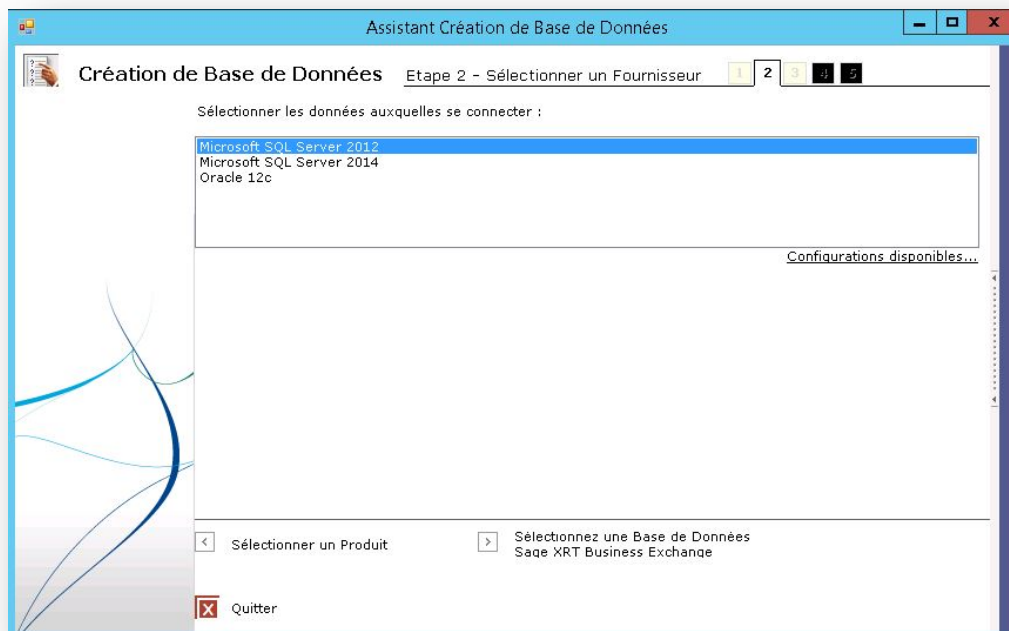 Assistant Création de Base de Données
Création de Base de Données Etape 2 - Sélectionner un Fournisseur 1 2 3 4 5
Sélectionner les données auxquelles se connecter :
Microsoft SQL Server 2012
Microsoft SQL Server 2014
Oracle 12c
Configurations disponibles...
Sélectionner un Produit
Sélectionnez une Base de Données
Sage XRT Business Exchange
Quitter